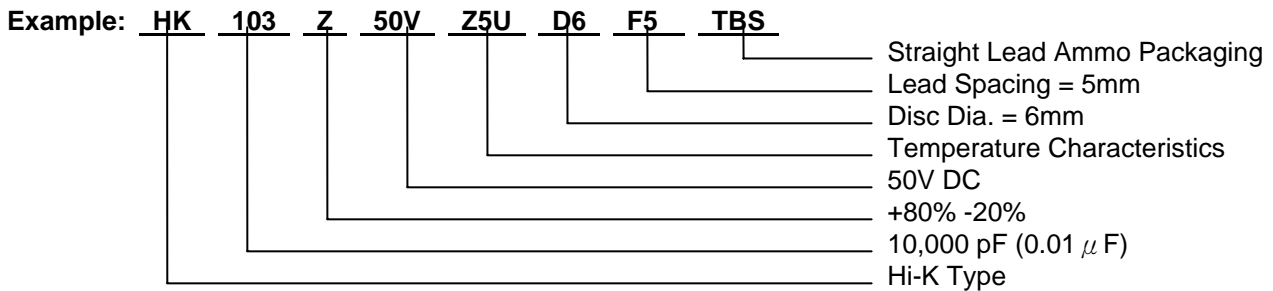 Example: HK 103 Z 50V Z5U D6 F5 TBS
Straight Lead Ammo Packaging
Lead Spacing = 5mm
Disc Dia. = 6mm
Temperature Characteristics
50V DC
+80% -20%
10,000 pF (0.01 μ F)
Hi-K Type